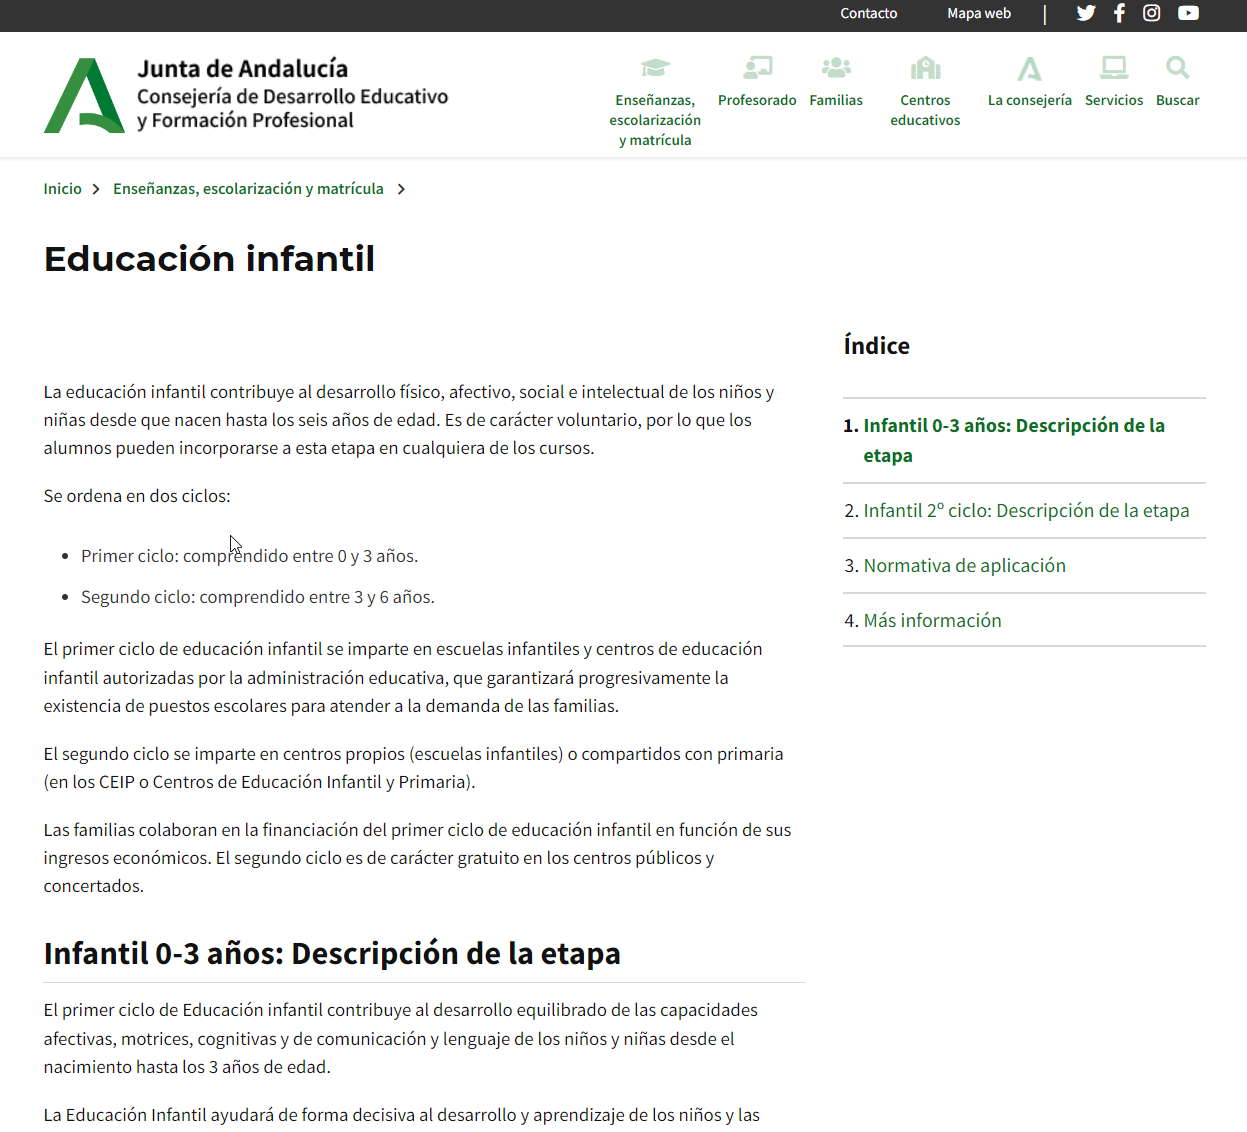 Contacto
Mapa web
Junta de Andalucía
Consejería de Desarrollo Educativo
y Formación Profesional
Enseñanzas,
escolarización
y matrícula
Profesorado
Familias
Centros
educativos
La consejería
Servicios
Buscar
Inicio
Enseñanzas, escolarización y matrícula
Educación infantil
La educación infantil contribuye al desarrollo físico, afectivo, social e intelectual de los niños y
niñas desde que nacen hasta los seis años de edad. Es de carácter voluntario, por lo que los
alumnos pueden incorporarse a esta etapa en cualquiera de los cursos.
Se ordena en dos ciclos:
• Primer ciclo: comprendido entre 0 y 3 años.
• Segundo ciclo: comprendido entre 3 y 6 años.
El primer ciclo de educación infantil se imparte en escuelas infantiles y centros de educación
infantil autorizadas por la administración educativa, que garantizará progresivamente la
existencia de puestos escolares para atender a la demanda de las familias.
El segundo ciclo se imparte en centros propios (escuelas infantiles) o compartidos con primaria
(en los CEIP o Centros de Educación Infantil y Primaria).
Las familias colaboran en la financiación del primer ciclo de educación infantil en función de sus
ingresos económicos. El segundo ciclo es de carácter gratuito en los centros públicos y
concertados.
Infantil 0-3 años: Descripción de la etapa
El primer ciclo de Educación infantil contribuye al desarrollo equilibrado de las capacidades
afectivas, motrices, cognitivas y de comunicación y lenguaje de los niños y niñas desde el
nacimiento hasta los 3 años de edad.
La Educación Infantil ayudará de forma decisiva al desarrollo y aprendizaje de los niños y las
Índice
1. Infantil 0-3 años: Descripción de la
etapa
2. Infantil 2º ciclo: Descripción de la etapa
3. Normativa de aplicación
4. Más información